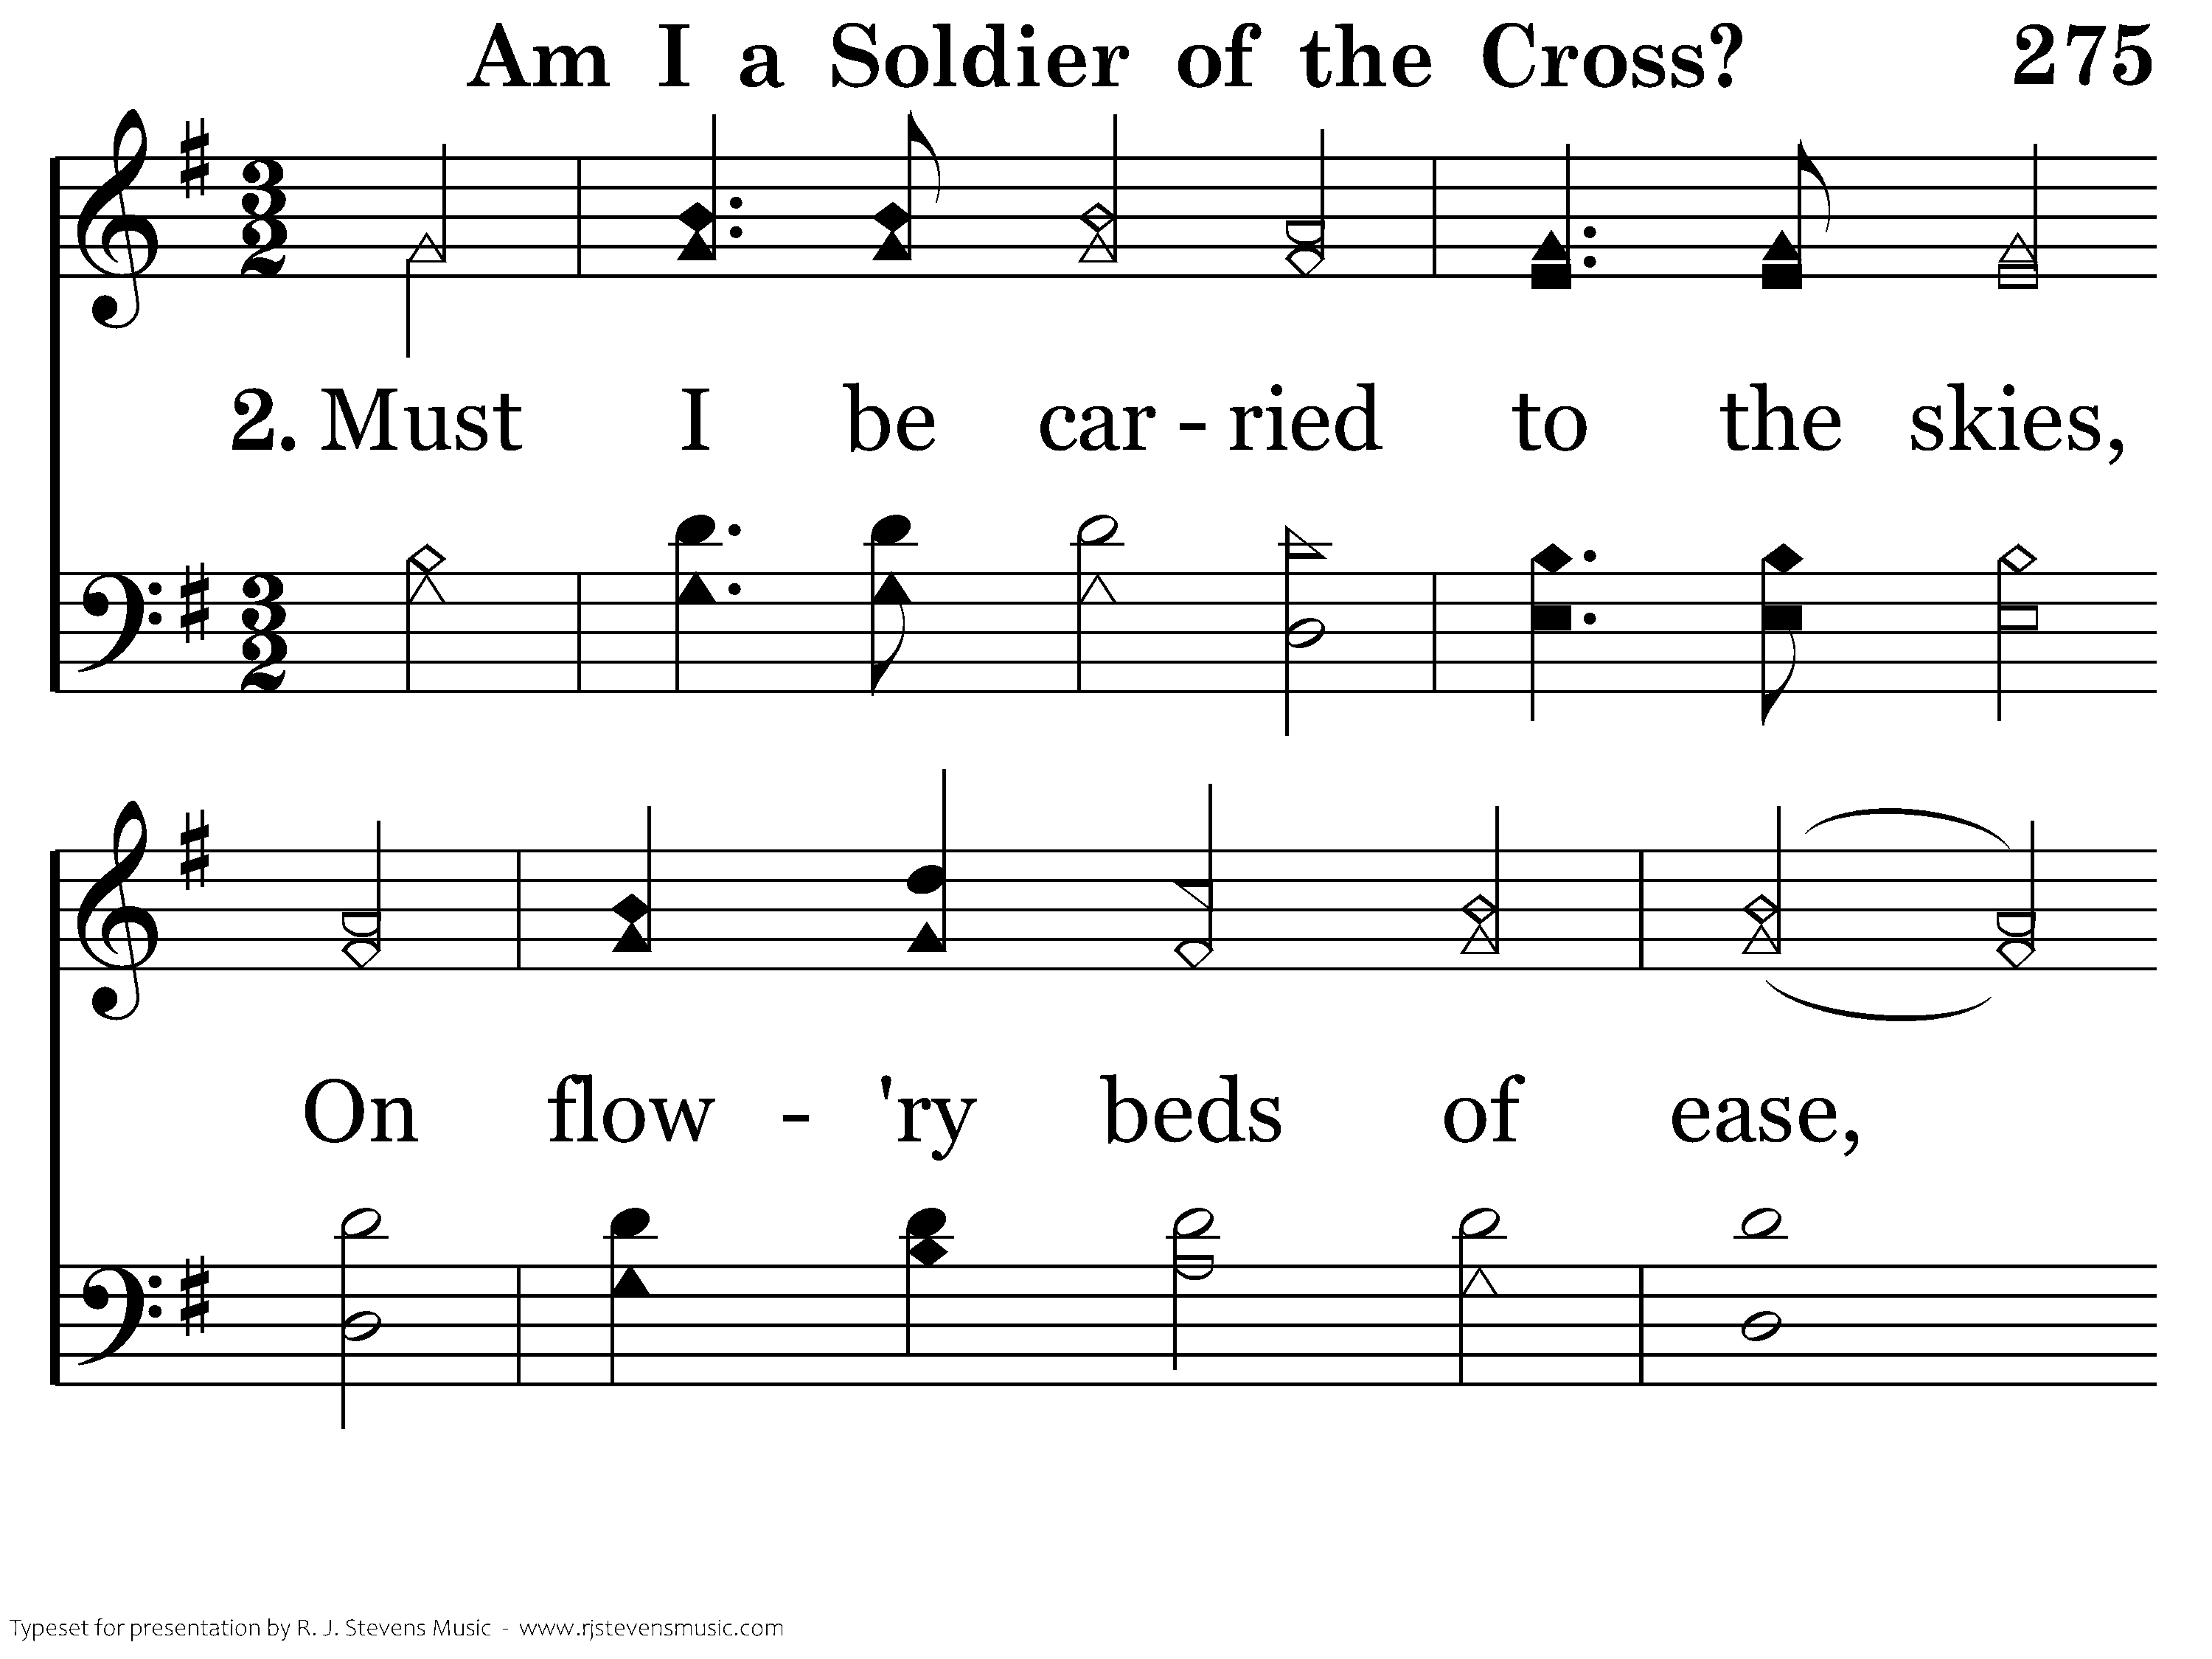 Am I a Soldier of the Cross? 275
2. Must I be car - ried to the skies,
On flow - 'ry beds of ease,
Typeset for presentation by R. J. Stevens Music - www.rjstevensmusic.com